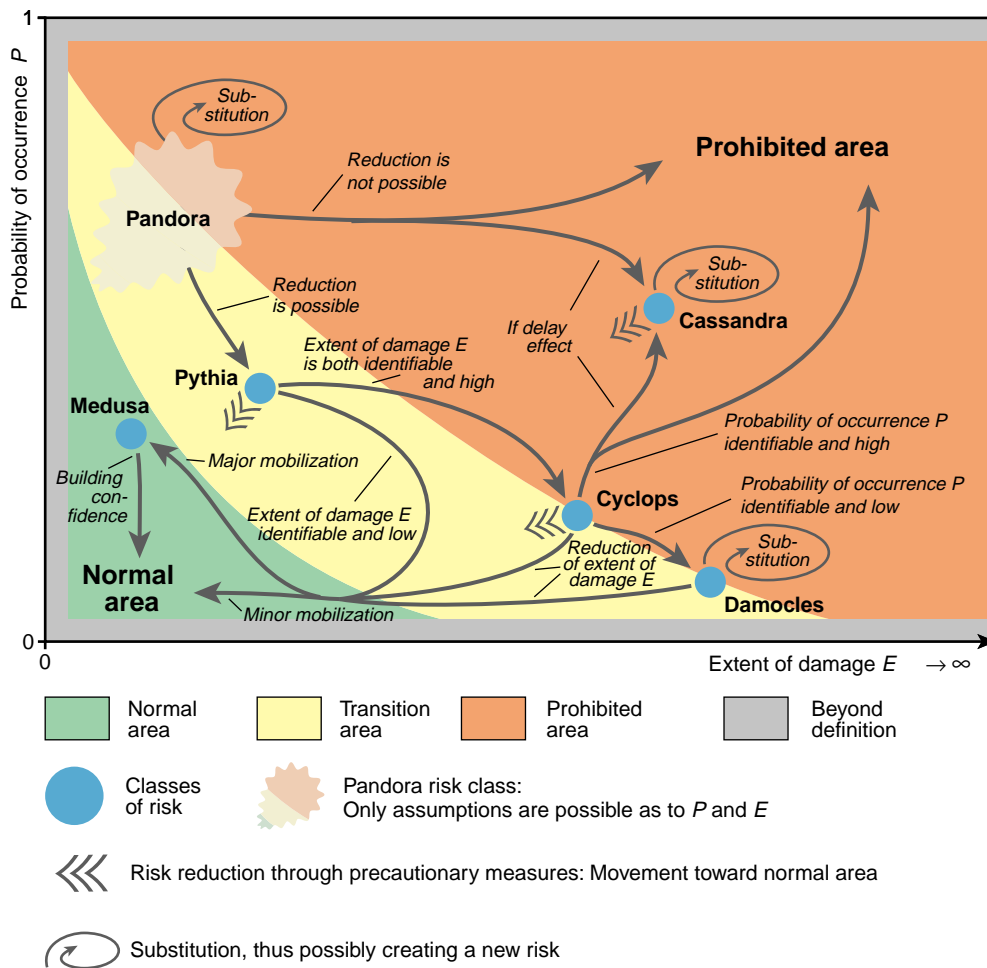 1
Probability of occurrence P
Sub-
stitution
Prohibited area
Reduction is
not possible
Pandora
Sub-
stitution
Reduction
is possible
Cassandra
If delay
effect
Extent of damage E
is both identifiable
and high
Pythia
Medusa
Probability of occurrence P
identifiable and high
Major mobilization
Building
con-
fidence
Cyclops
Probability of occurrence P
identifiable and low
Extent of damage E
identifiable and low
Sub-
stitution
Reduction
of extent of
damage E
Normal
area
Damocles
Minor mobilization
0
0
Extent of damage E → ∞
Normal
area
Transition
area
Prohibited
area
Beyond
definition
Classes
of risk
Pandora risk class:
Only assumptions are possible as to P and E
Risk reduction through precautionary measures: Movement toward normal area
Substitution, thus possibly creating a new risk